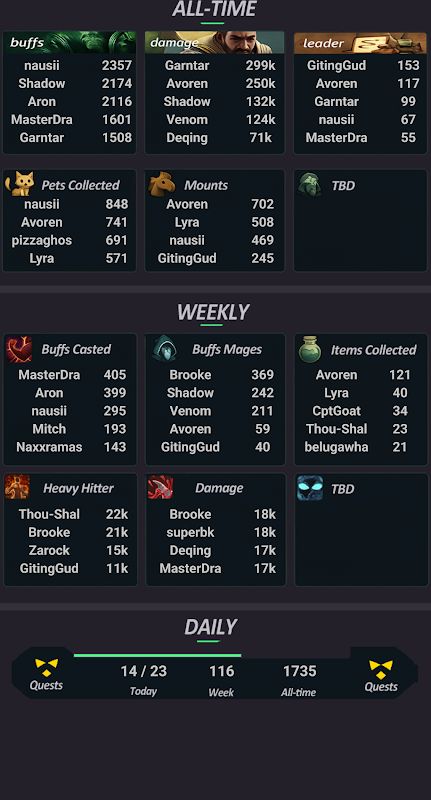 ALL-TIME
buffs
nausii 2357
Shadow 2174
Aron 2116
MasterDra 1601
Garntar 1508
damage
Garntar 299k
Avoren 250k
Shadow 132k
Venom 124k
Deqing 71k
leader
GitingGud 153
Avoren 117
Garntar 99
nausii 67
MasterDra 55
Pets Collected
nausii 848
Avoren 741
pizzaghos 691
Lyra 571
Mounts
Avoren 702
Lyra 508
nausii 469
GitingGud 245
TBD
WEEKLY
Buffs Casted
MasterDra 405
Aron 399
nausii 295
Mitch 193
Naxxramas 143
Buffs Mages
Brooke 369
Shadow 242
Venom 211
Avoren 59
GitingGud 40
Items Collected
Avoren 121
Lyra 40
CptGoat 34
Thou-Shal 23
belugawha 21
Heavy Hitter
Thou-Shal 22k
Brooke 21k
Zarock 15k
GitingGud 11k
Damage
Brooke 18k
superbk 18k
Deqing 17k
MasterDra 17k
TBD
DAILY
Quests
14 / 23
Today
116
Week
1735
All-time
Quests